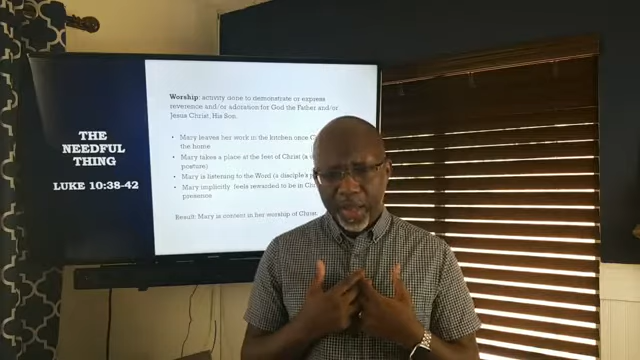 THE
NEEDFUL
THING
LUKE 10:38-42
Worship: activity done to demonstrate or express
reverence and/or adoration for God the Father and/or
Jesus Christ, His Son.
• Mary leaves her work in the kitchen once
the home
• Mary takes a place at the feet of Christ (a
posture)
• Mary is listening to the Word (a disciple's
• Mary implicitly feels rewarded to be in
presence
Result: Mary is content in her worship of Christ.